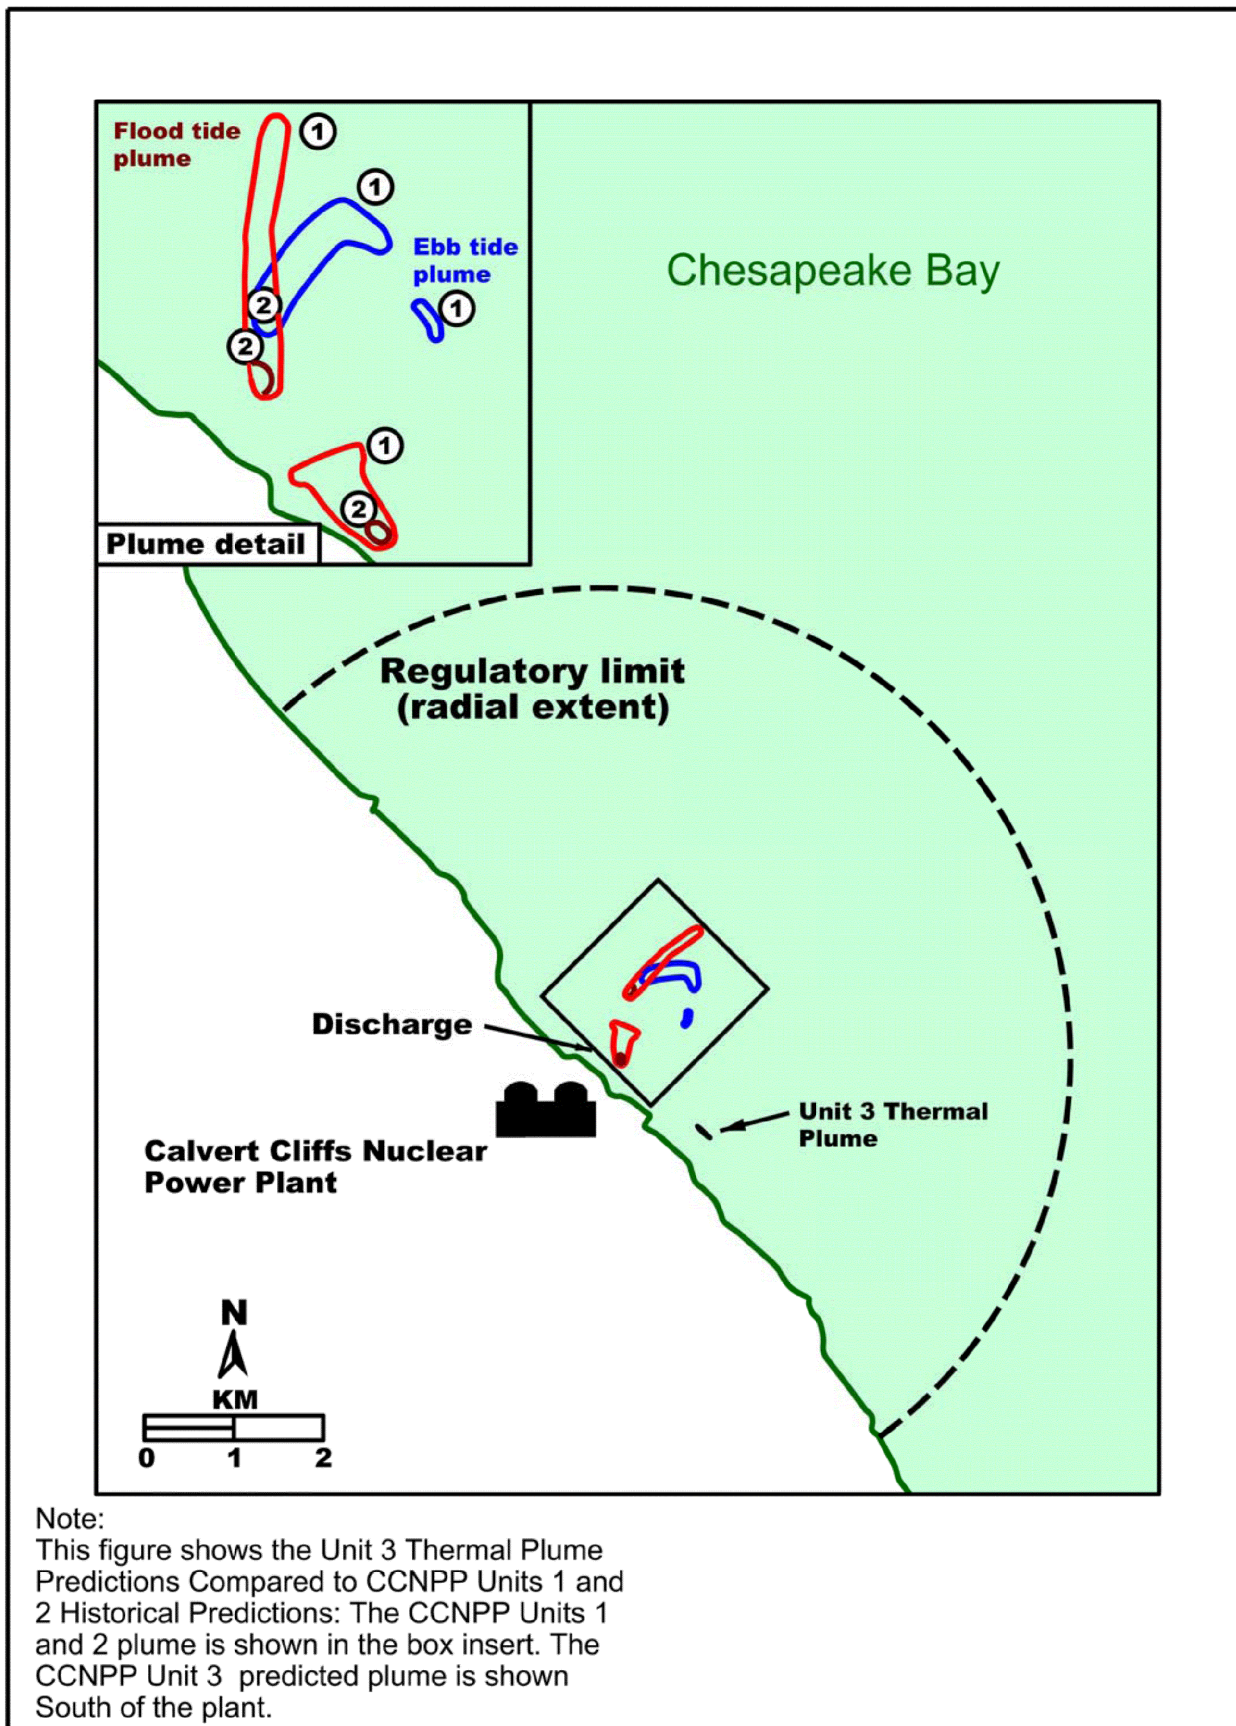 Flood tide
plume
1
1
Ebb tide
plume
1
2
2
1
2
Plume detail
Chesapeake Bay
Regulatory limit
(radial extent)
Discharge
Unit 3 Thermal
Plume
Calvert Cliffs Nuclear
Power Plant
N
KM
0 1 2
Note:
This figure shows the Unit 3 Thermal Plume
Predictions Compared to CCNPP Units 1 and
2 Historical Predictions: The CCNPP Units 1
and 2 plume is shown in the box insert. The
CCNPP Unit 3 predicted plume is shown
South of the plant.